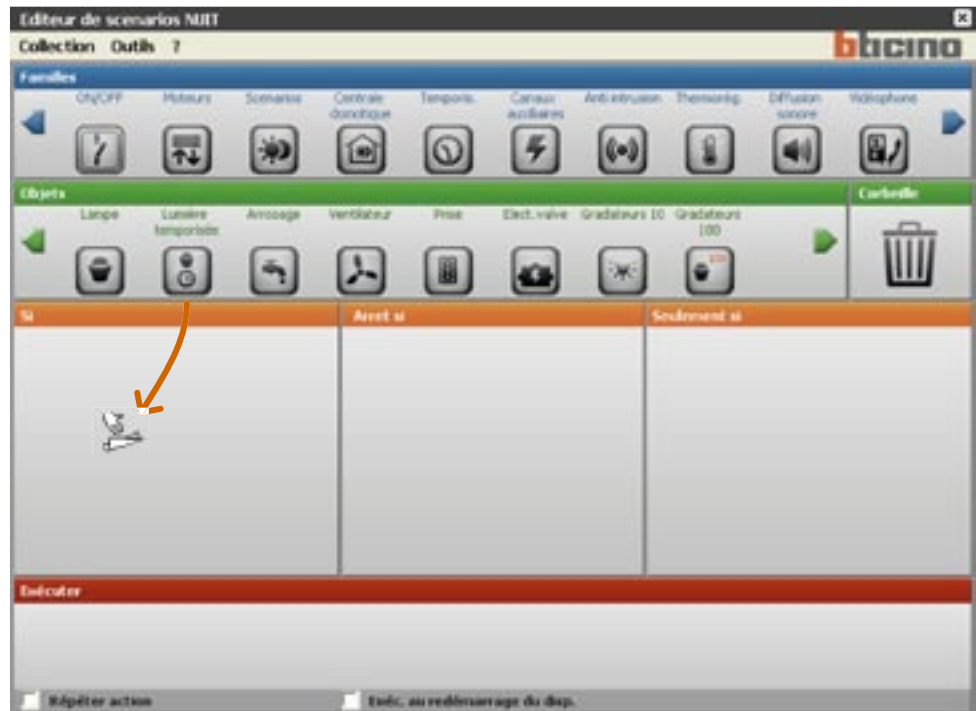 Editeur de scenarios NUIT
Collection Outils ?
bticino
Familles
ON/OFF Moteurs Scenarios Centrale domotique Temporis. Canaux auxiliaires Anti intrusion Thermorég. Diffusion sonore Vidéophone
Objets
Corbeille
Lampe Lumière temporisée Arrosage Ventilateur Prise Elect. valve Gradateurs 10 Gradateurs 100
100
Si Arret si Seulement si
Exécuter
Répéter action Exéc. au redémarrage du disp.